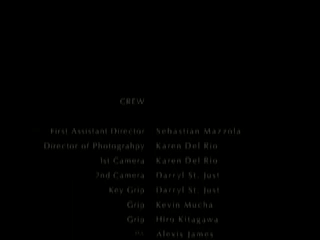 CREW
First Assistant Director Sebastian Mazzola
Director of Photograhpy Karen Del Rio
1st Camera Karen Del Rio
2nd Camera Darryl St. Just
Key Grip Darryl St. Just
Grip Kevin Mucha
Grip Hiro Kitagawa
Alexis James